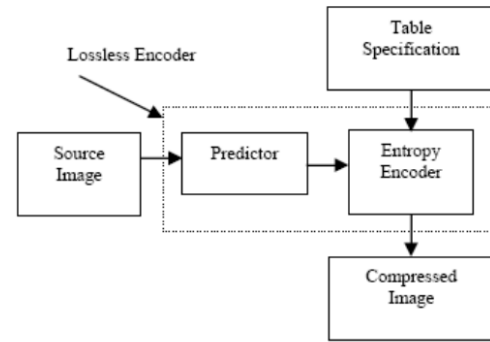 Table
Specification
Lossless Encoder
Source
Image
Predictor
Entropy
Encoder
Compressed
Image